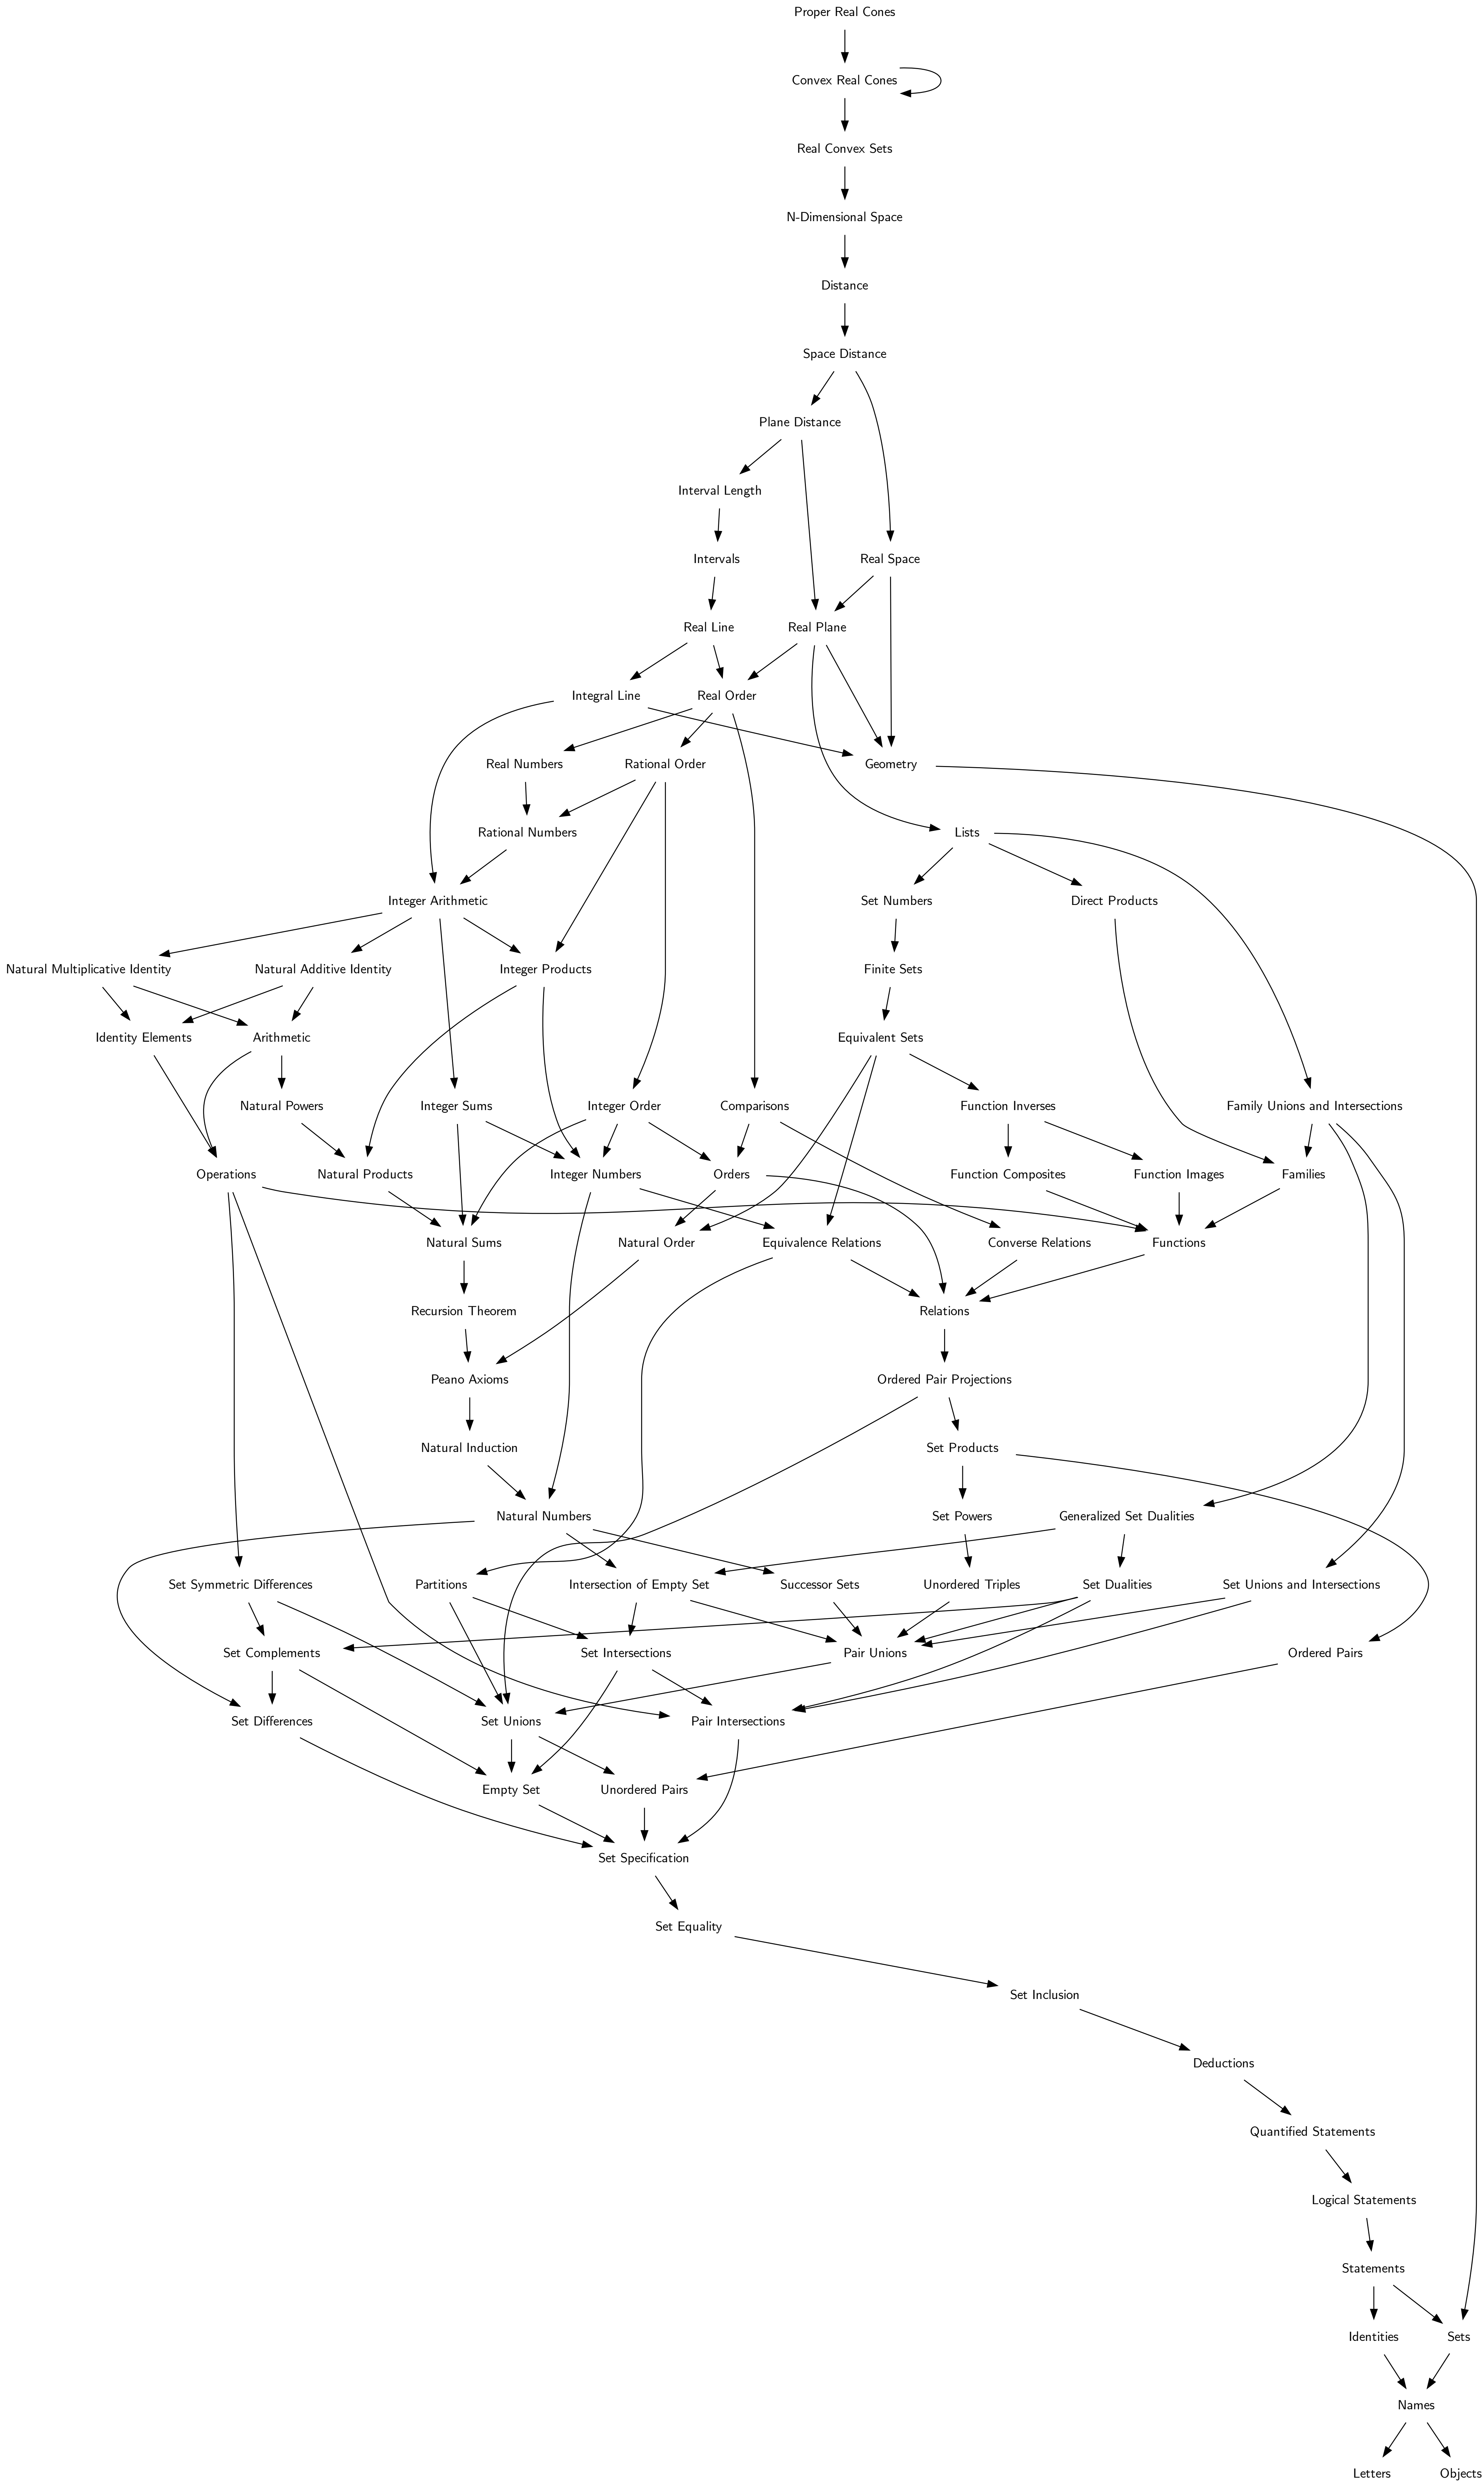 Proper Real Cones
Convex Real Cones
Real Convex Sets
N-Dimensional Space
Distance
Space Distance
Plane Distance
Interval Length
Intervals
Real Space
Real Line
Real Plane
Integral Line
Real Order
Real Numbers
Rational Order
Geometry
Rational Numbers
Lists
Integer Arithmetic
Set Numbers
Direct Products
Natural Multiplicative Identity
Natural Additive Identity
Integer Products
Finite Sets
Identity Elements
Arithmetic
Equivalent Sets
Natural Powers
Integer Sums
Integer Order
Comparisons
Function Inverses
Family Unions and Intersections
Operations
Natural Products
Integer Numbers
Orders
Function Composites
Function Images
Families
Natural Sums
Natural Order
Equivalence Relations
Converse Relations
Functions
Recursion Theorem
Relations
Peano Axioms
Ordered Pair Projections
Natural Induction
Set Products
Natural Numbers
Set Powers
Generalized Set Dualities
Set Symmetric Differences
Partitions
Intersection of Empty Set
Successor Sets
Unordered Triples
Set Dualities
Set Unions and Intersections
Set Complements
Set Intersections
Pair Unions
Ordered Pairs
Set Differences
Set Unions
Pair Intersections
Empty Set
Unordered Pairs
Set Specification
Set Equality
Set Inclusion
Deductions
Quantified Statements
Logical Statements
Statements
Identities
Sets
Names
Letters
Objects